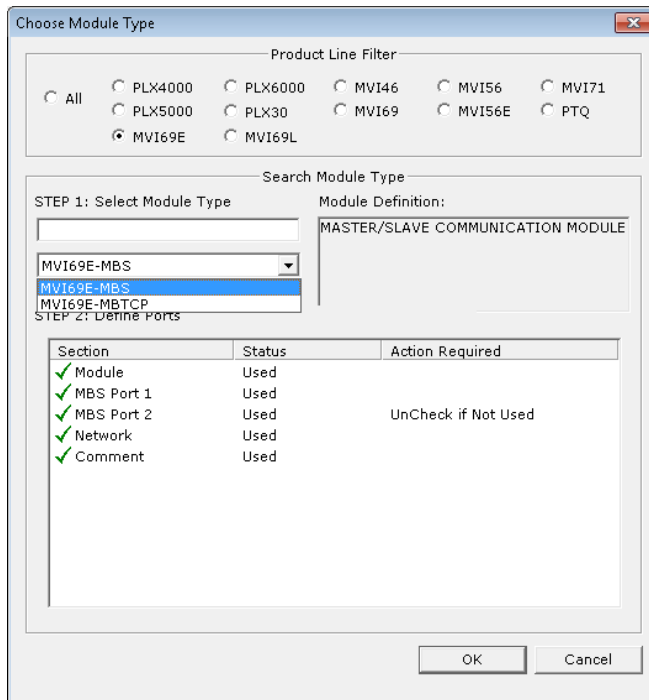 Choose Module Type
Product Line Filter
All
PLX4000 PLX6000 MVI46 MVI56 MVI71
PLX5000 PLX30 MVI69 MVI56E PTQ
MVI69E MVI69L
Search Module Type
STEP 1: Select Module Type Module Definition:
MASTER/SLAVE COMMUNICATION MODULE
MVI69E-MBS
MVI69E-MBS
MVI69E-MBTCP
STEP 2: Define Ports
Section Status Action Required
Module Used
MBS Port 1 Used
MBS Port 2 Used UnCheck if Not Used
Network Used
Comment Used
OK Cancel